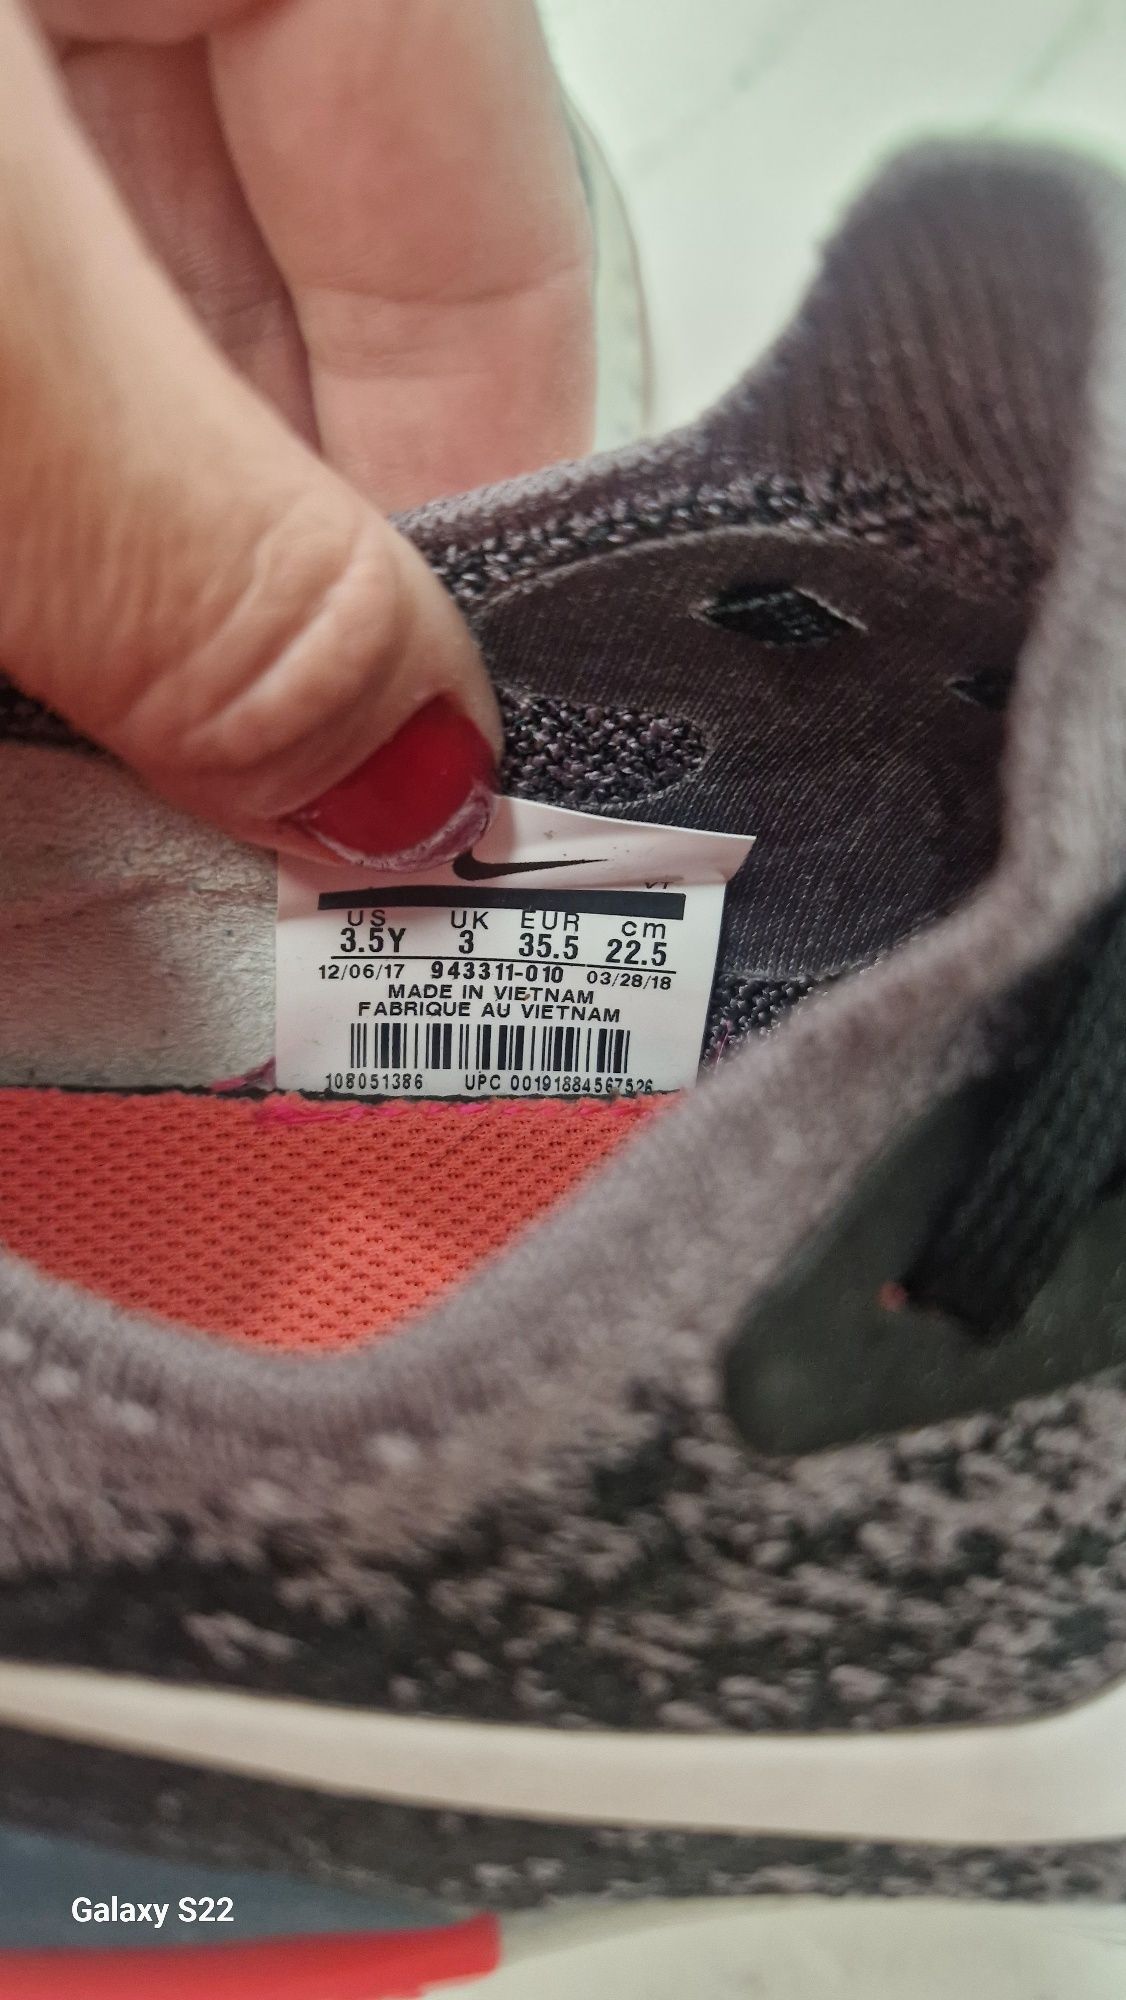 VT
US UK EUR cm
3.5Y 3 35.5 22.5
12/06/17 943311-010 03/28/18
MADE IN VIETNAM
FABRIQUE AU VIETNAM
108051386 UPC 00191884567526
Galaxy S22